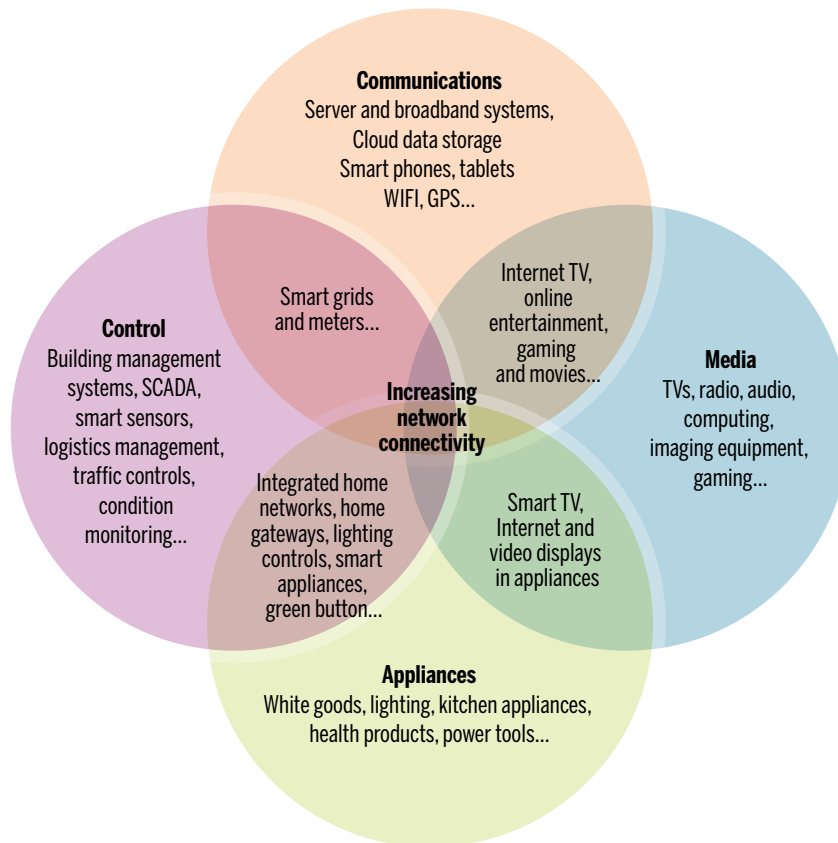 Communications
Server and broadband systems,
Cloud data storage
Smart phones, tablets
WIFI, GPS...
Smart grids
and meters...
Internet TV,
online
entertainment,
gaming
and movies...
Control
Building management
systems, SCADA,
smart sensors,
logistics management,
traffic controls,
condition
monitoring...
Increasing
network
connectivity
Media
TVs, radio, audio,
computing,
imaging equipment,
gaming...
Integrated home
networks, home
gateways, lighting
controls, smart
appliances,
green button...
Smart TV,
Internet and
video displays
in appliances
Appliances
White goods, lighting, kitchen appliances,
health products, power tools...